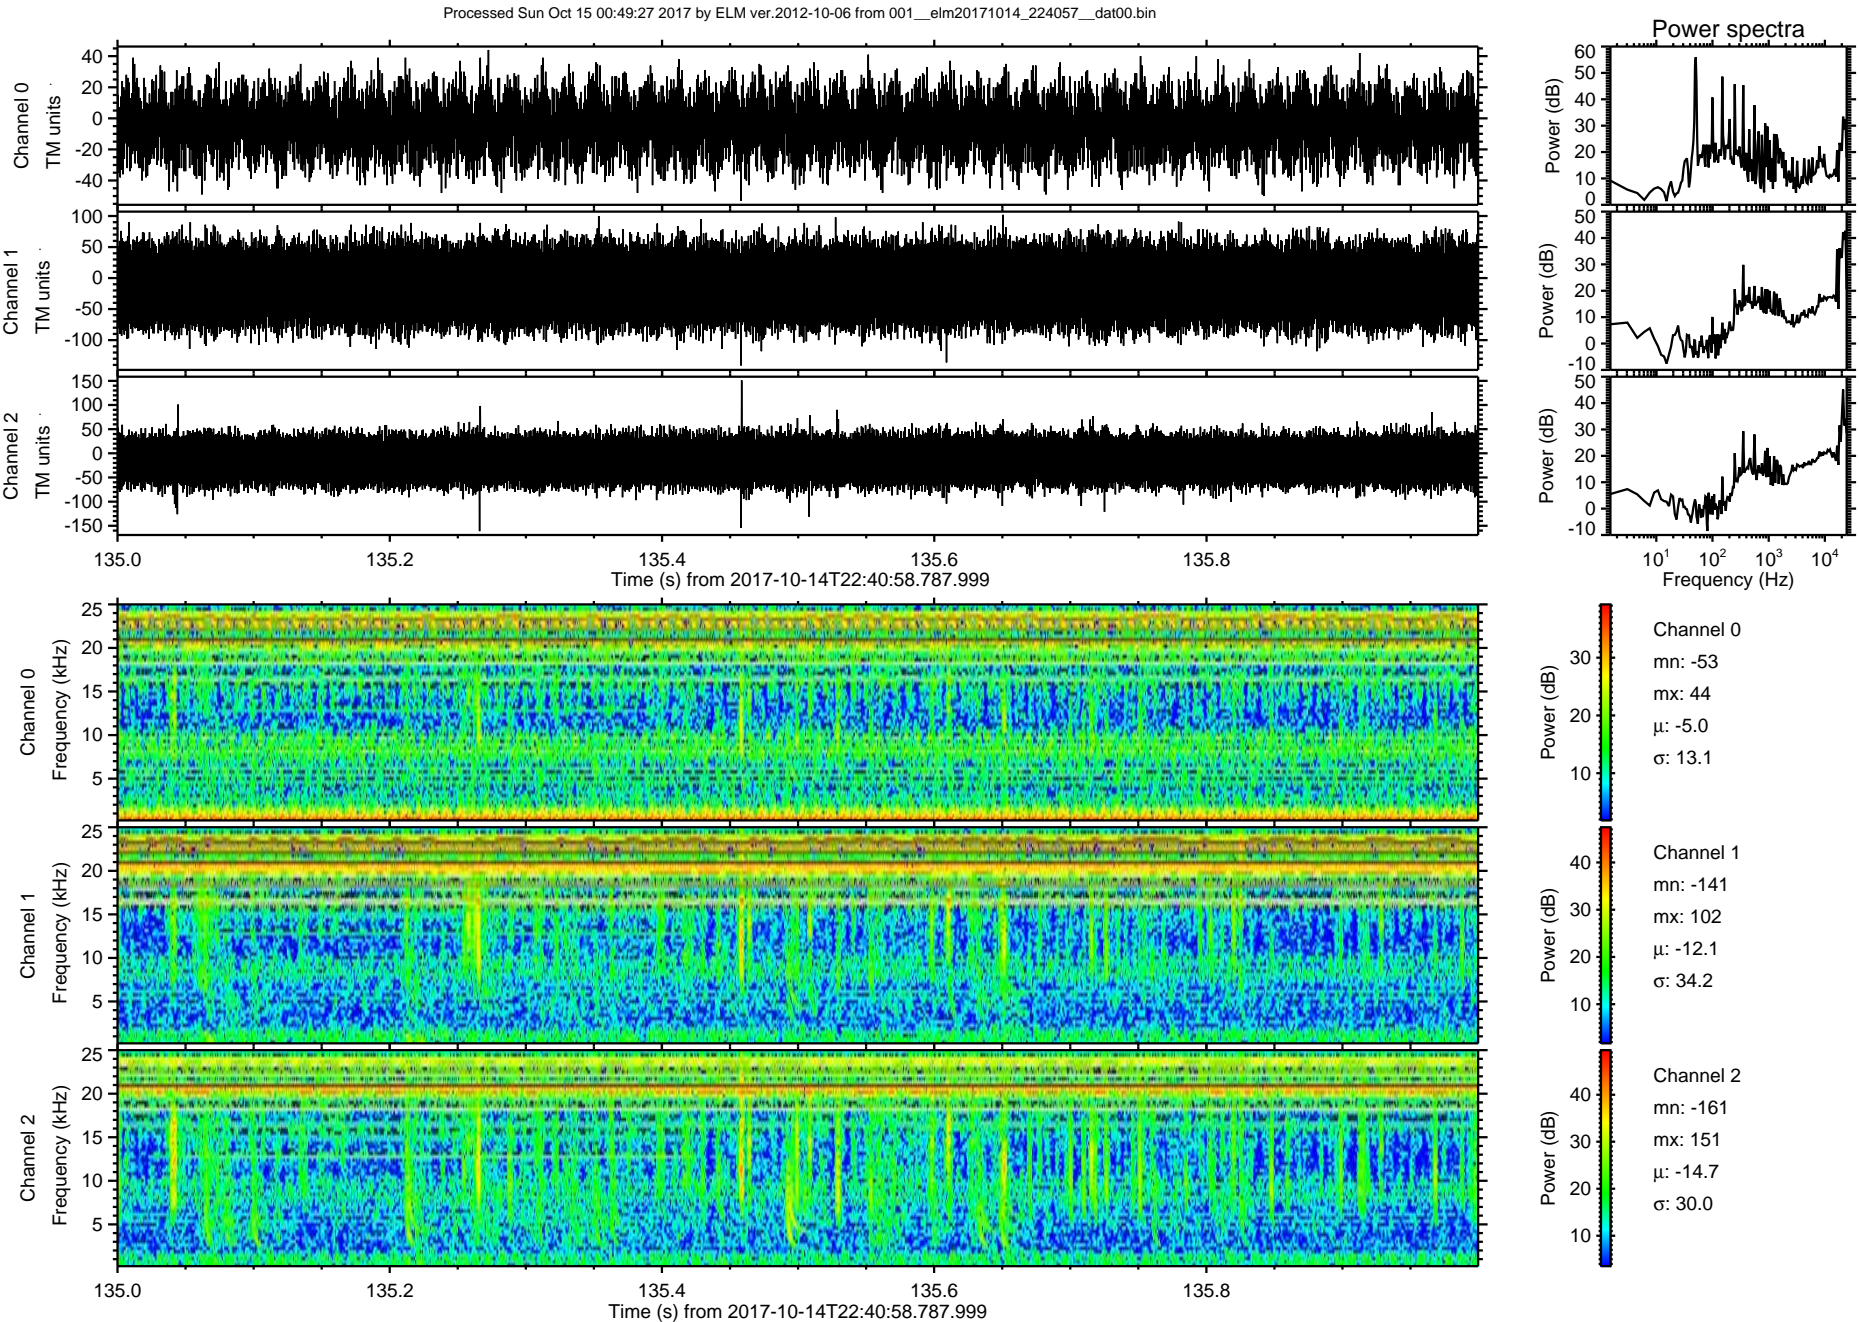 Processed Sun Oct 15 00:49:27 2017 by ELM ver.2012-10-06 from 001__elm20171014_224057__dat00.bin
Power spectra
Channel 0
TM units
40
20
0
-20
-40
Power (dB)
60
50
40
30
20
10
0
Channel 1
TM units
100
50
0
-50
-100
Power (dB)
50
40
30
20
10
0
-10
Channel 2
TM units
150
100
50
0
-50
-100
-150
Power (dB)
50
40
30
20
10
0
-10
135.0 135.2 135.4 135.6 135.8
Time (s) from 2017-10-14T22:40:58.787.999
10^1 10^2 10^3 10^4
Frequency (Hz)
Channel 0
Frequency (kHz)
25
20
15
10
5
Power (dB)
30
20
10
Channel 0
mn: -53
mx: 44
µ: -5.0
σ: 13.1
Channel 1
Frequency (kHz)
25
20
15
10
5
Power (dB)
40
30
20
10
Channel 1
mn: -141
mx: 102
µ: -12.1
σ: 34.2
Channel 2
Frequency (kHz)
25
20
15
10
5
Power (dB)
40
30
20
10
Channel 2
mn: -161
mx: 151
µ: -14.7
σ: 30.0
135.0 135.2 135.4 135.6 135.8
Time (s) from 2017-10-14T22:40:58.787.999